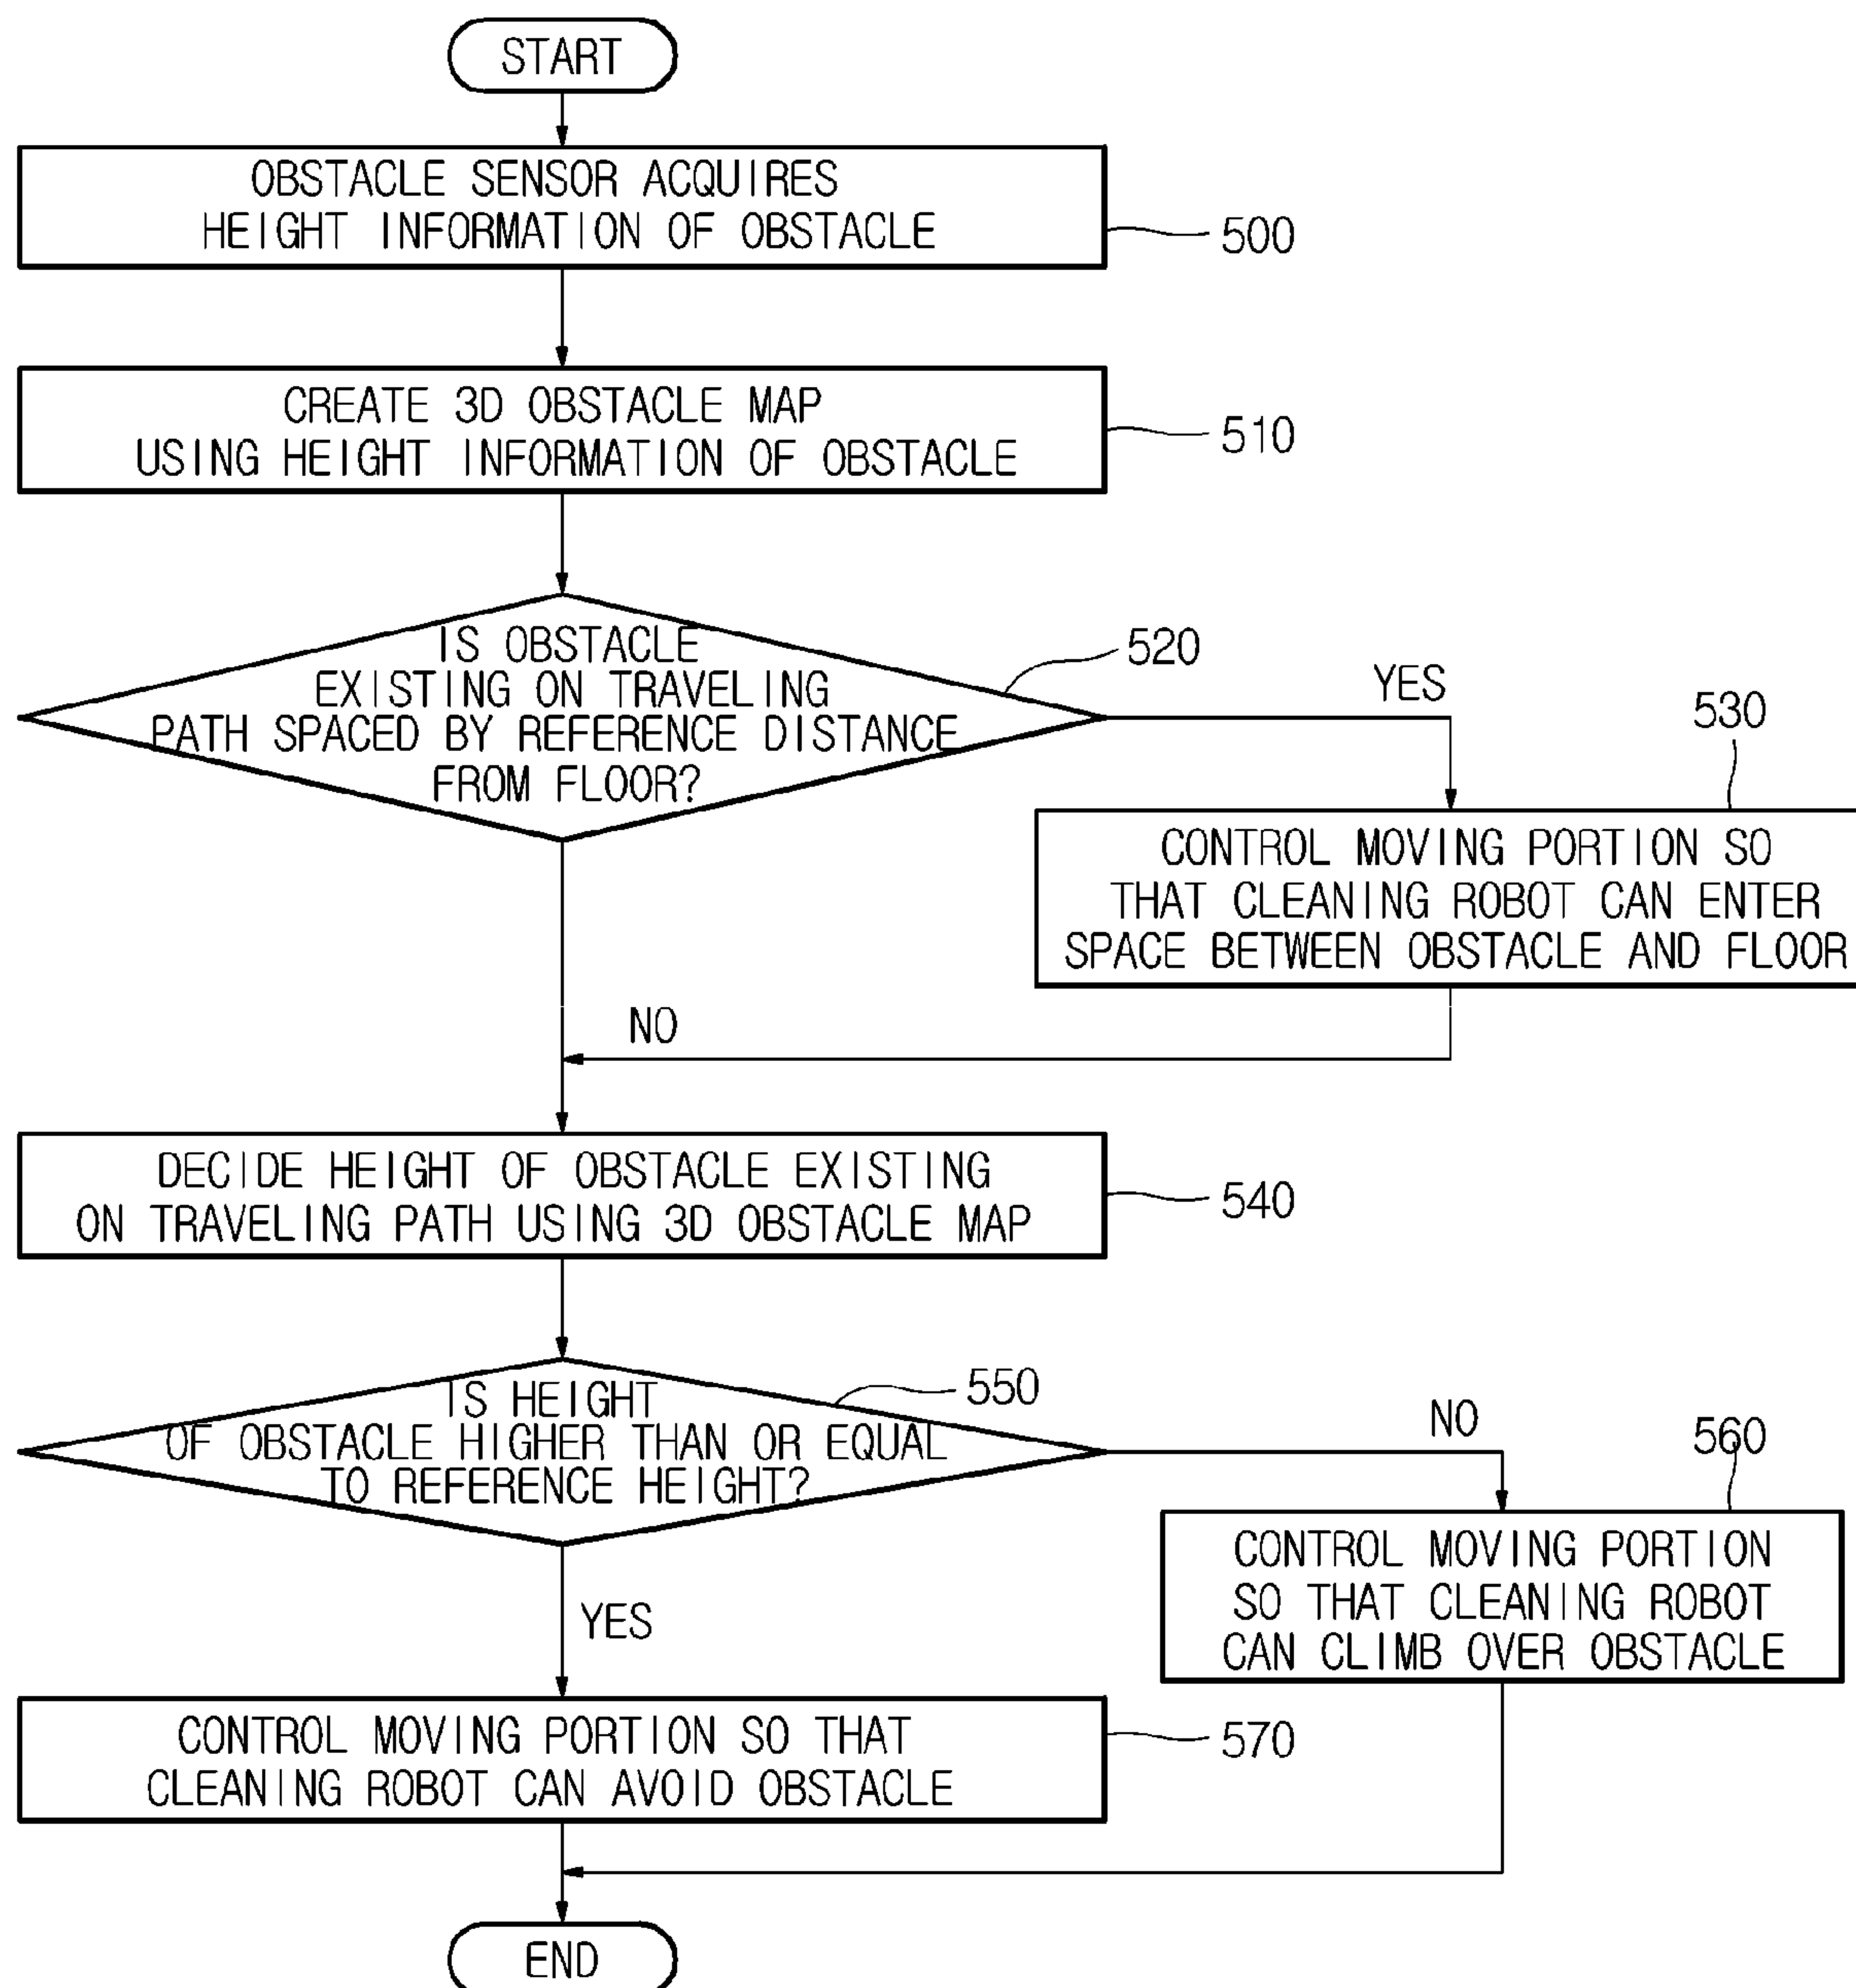 START
OBSTACLE SENSOR ACQUIRES
HEIGHT INFORMATION OF OBSTACLE
500
CREATE 3D OBSTACLE MAP
USING HEIGHT INFORMATION OF OBSTACLE
510
IS OBSTACLE
EXISTING ON TRAVELING
PATH SPACED BY REFERENCE DISTANCE
FROM FLOOR?
520
YES
530
CONTROL MOVING PORTION SO
THAT CLEANING ROBOT CAN ENTER
SPACE BETWEEN OBSTACLE AND FLOOR
NO
DECIDE HEIGHT OF OBSTACLE EXISTING
ON TRAVELING PATH USING 3D OBSTACLE MAP
540
IS HEIGHT
OF OBSTACLE HIGHER THAN OR EQUAL
TO REFERENCE HEIGHT?
550
NO
560
CONTROL MOVING PORTION
SO THAT CLEANING ROBOT
CAN CLIMB OVER OBSTACLE
YES
CONTROL MOVING PORTION SO THAT
CLEANING ROBOT CAN AVOID OBSTACLE
570
END